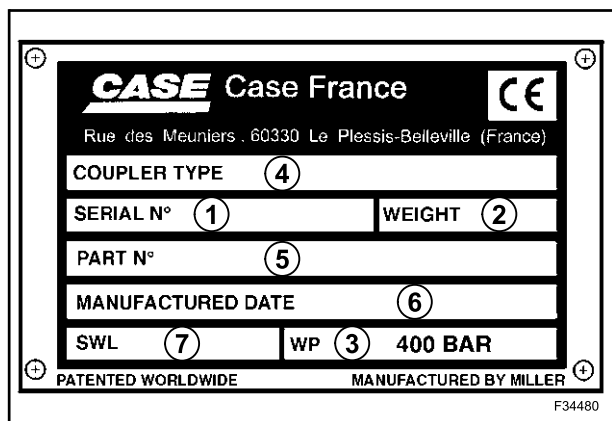 CASE Case France CE
Rue des Meuniers . 60330 Le Plessis-Belleville (France)
COUPLER TYPE 4
SERIAL N° 1 WEIGHT 2
PART N° 5
MANUFACTURED DATE 6
SWL 7 WP 3 400 BAR
PATENTED WORLDWIDE MANUFACTURED BY MILLER
F34480